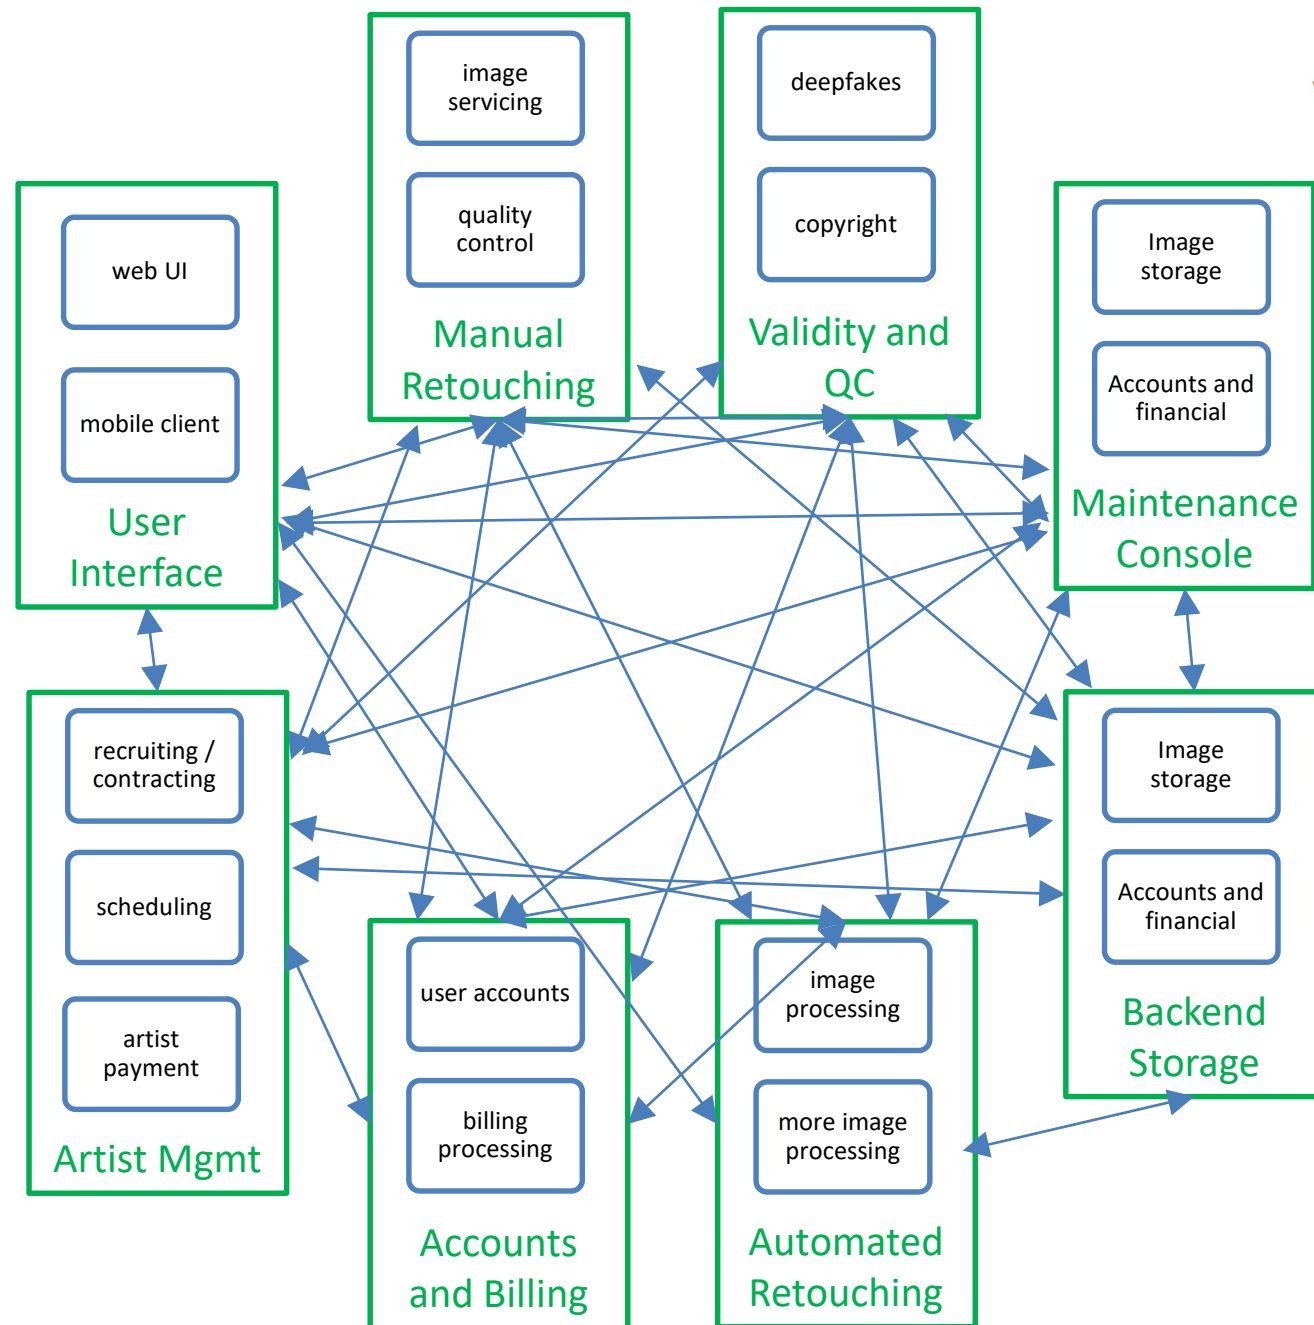 image
servicing
quality
control
Manual
Retouching
deepfakes
copyright
Validity and
QC
web UI
mobile client
User
Interface
Image
storage
Accounts and
financial
Maintenance
Console
recruiting /
contracting
scheduling
artist
payment
Artist Mgmt
user accounts
billing
processing
Accounts
and Billing
image
processing
more image
processing
Automated
Retouching
Image
storage
Accounts and
financial
Backend
Storage